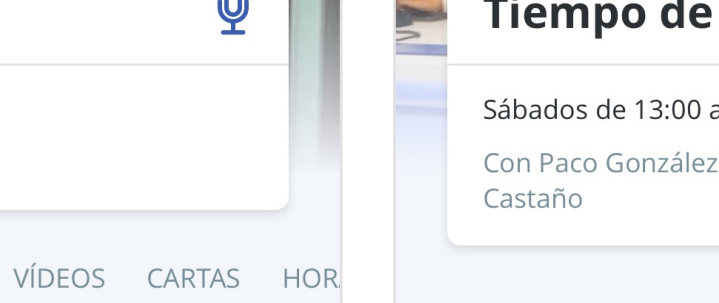 VÍDEOS CARTAS
Tiempo de
Sábados de 13:00 a
Con Paco González
Castaño